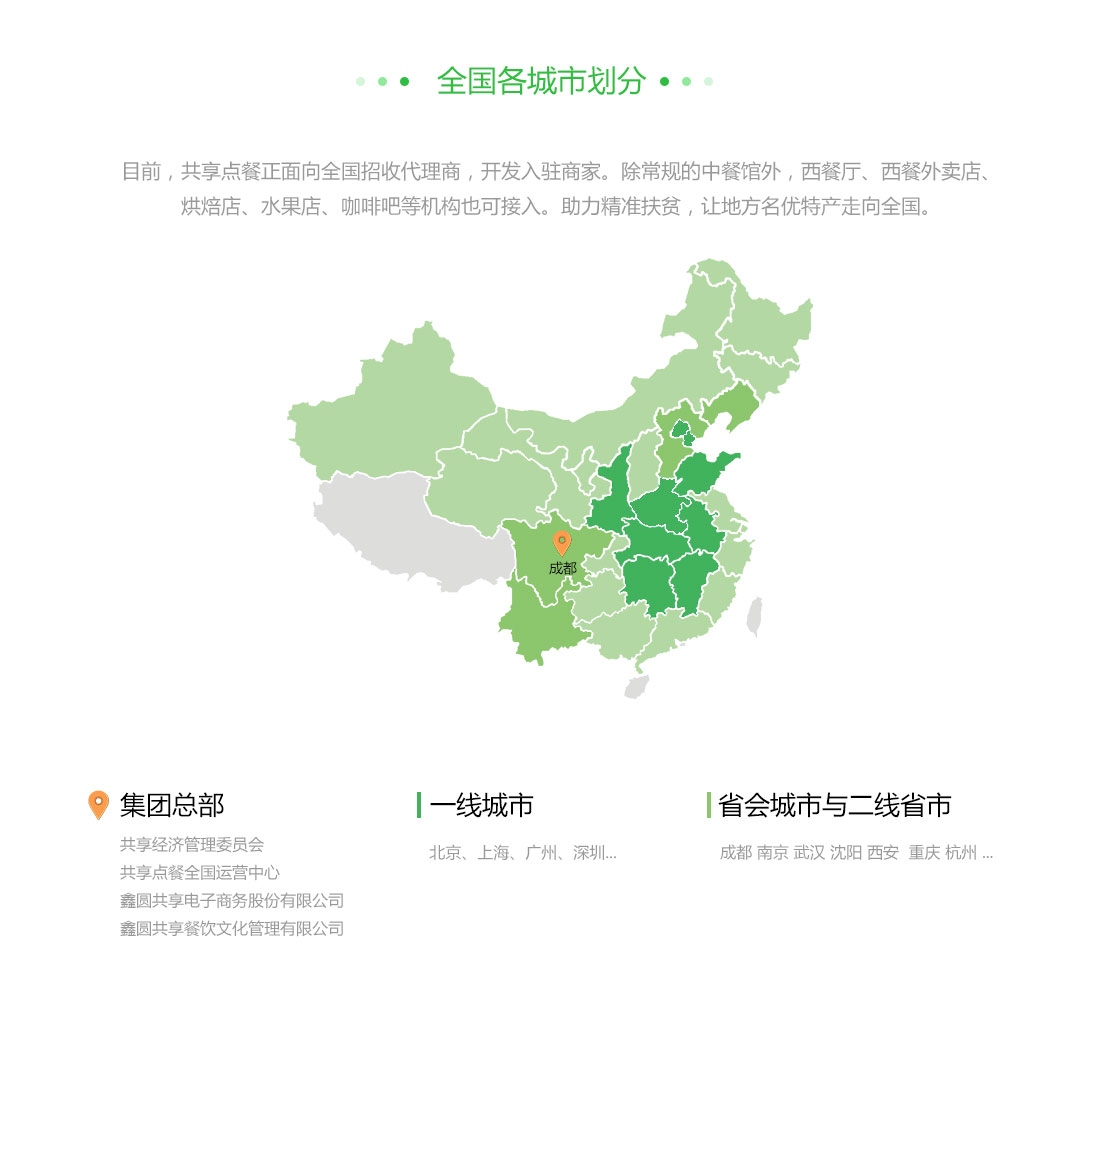 全国各城市划分
目前，共享点餐正面向全国招收代理商，开发入驻商家。除常规的中餐馆外，西餐厅、西餐外卖店、
烘焙店、水果店、咖啡吧等机构也可接入。助力精准扶贫，让地方名优特产走向全国。
成都
集团总部
共享经济管理委员会
共享点餐全国运营中心
鑫圆共享电子商务股份有限公司
鑫圆共享餐饮文化管理有限公司
一线城市
北京、上海、广州、深圳...
省会城市与二线省市
成都 南京 武汉 沈阳 西安  重庆 杭州 ...